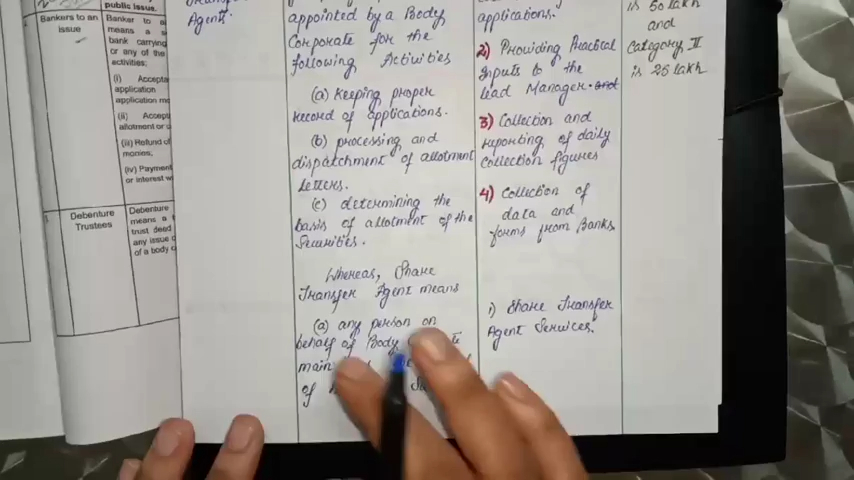 public issue.
Bankers to an
issue
Banker to a
means a
bank carrying
or any of the
activities:
(i) Accepta
application
application mo
(ii) Accep
allotment or c
(iii) Refund o
monies;
(iv) Payment
or interest w
Debenture
Trustees
Debenture
means a
trust deed
any issue
of a body c
Agent.
appointed by a Body
Corporate for the
following Activities
(a) Keeping proper
record of applications.
(b) processing and
dispatchment of allotment
letters.
(c) determining the
basis of allotment of the
Securities.
Whereas, Share
Transfer Agent means
(a) any person on
behalf of Body
of
applications.
2) Providing Practical
Inputs to the
Lead Manager.
3) Collection and
reporting of daily
Collection figures
4) Collection of
data and
forms from Banks.
1) Share Transfer
Agent Services.
is 50 lakh
and
Category II
is 25 lakh